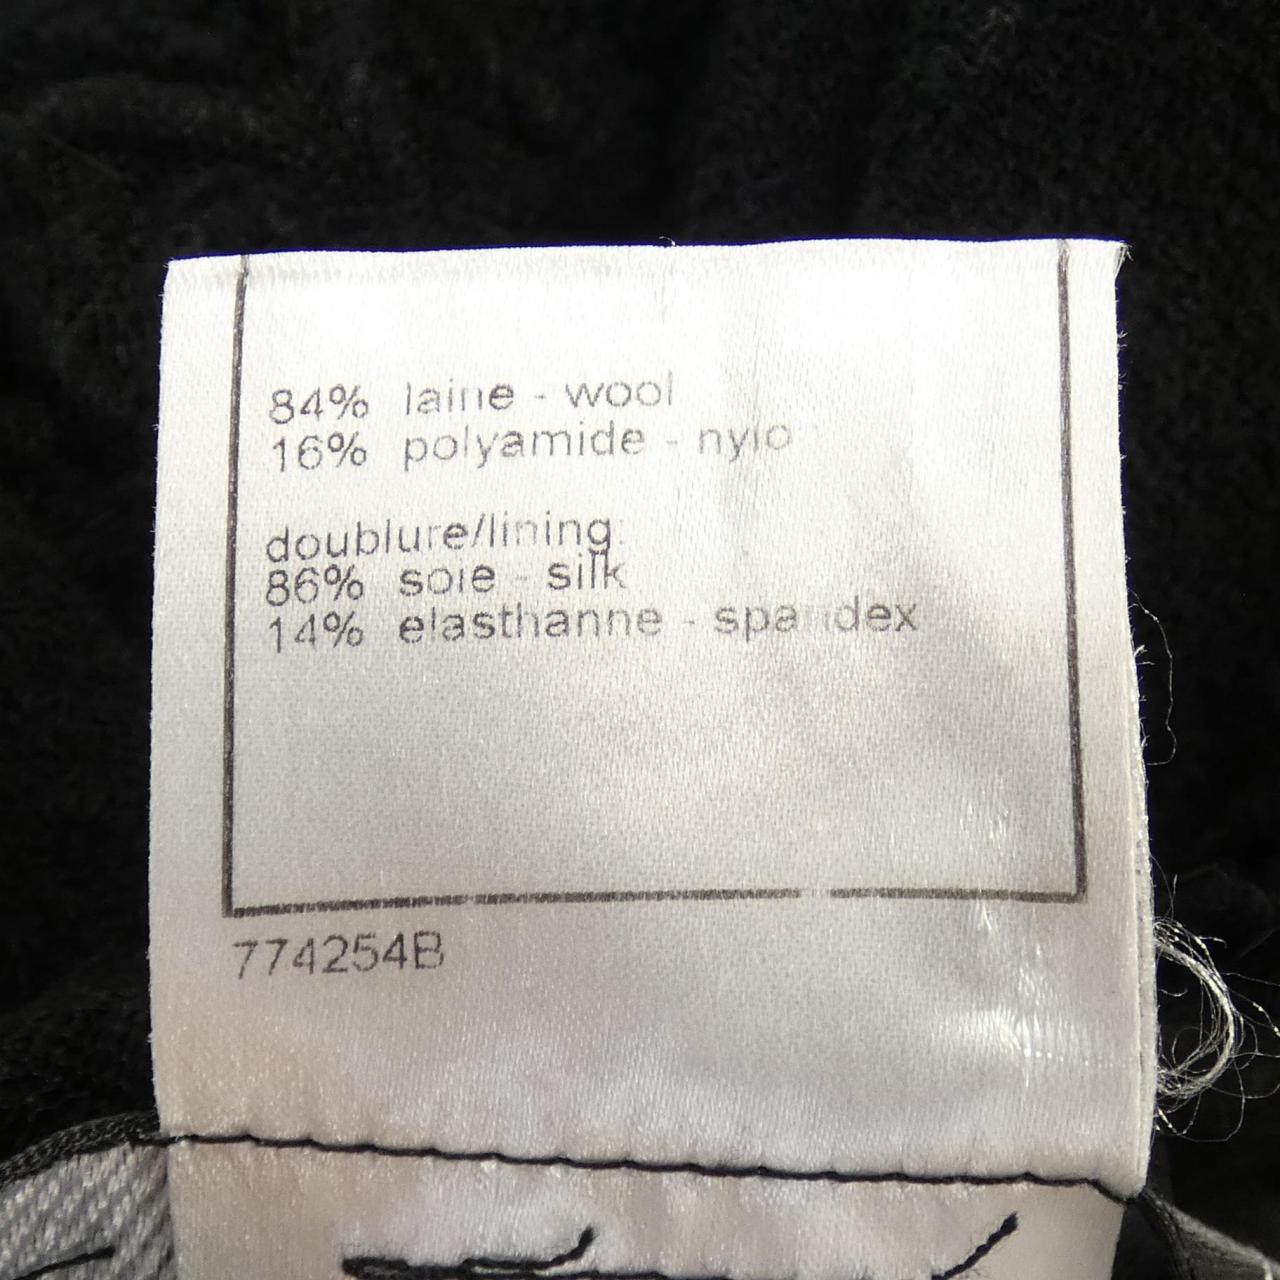 84% laine - wool
16% polyamide - nylo
doublure/lining:
86% soie - silk
14% elasthanne - spandex
774254B